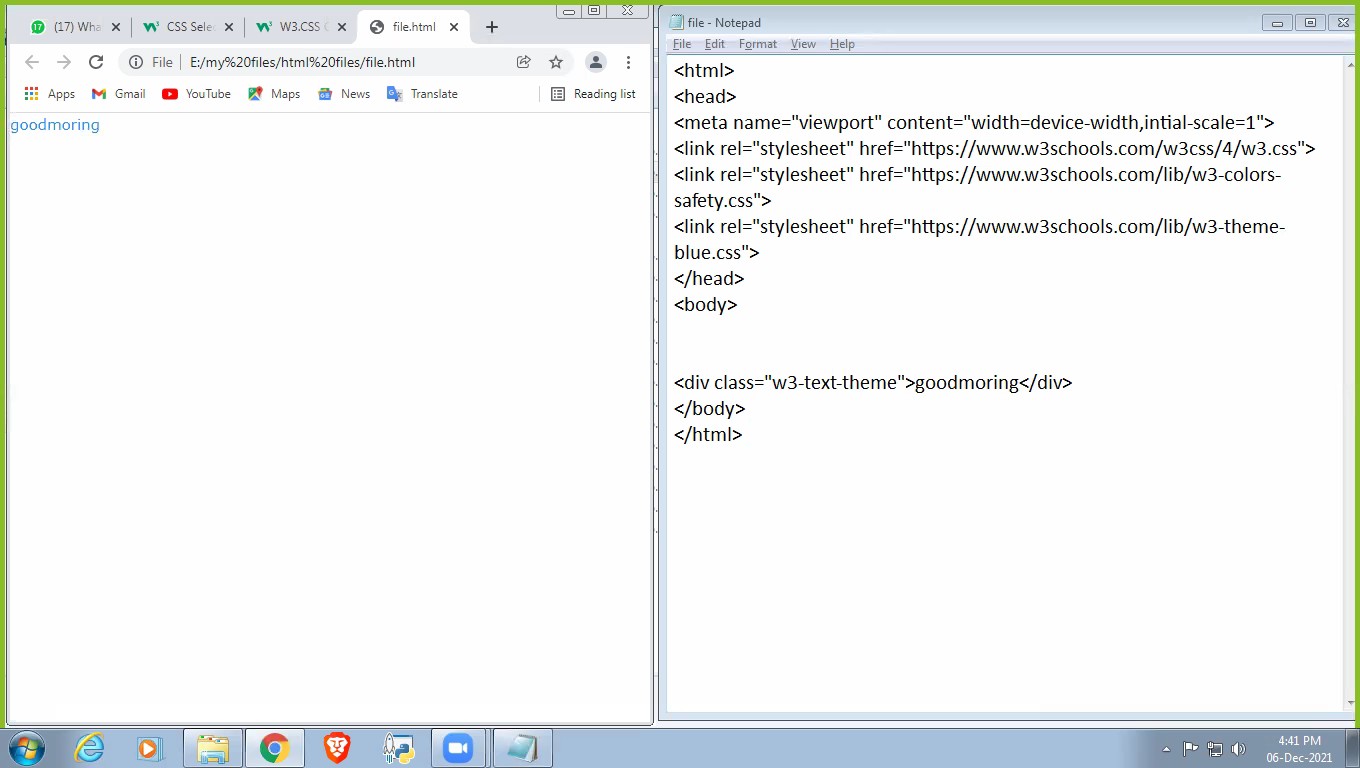 (17) Wha
CSS Selec
W3.CSS C
file.html
File
E:/my%20files/html%20files/file.html
Apps
Gmail
YouTube
Maps
News
Translate
Reading list
goodmoring
file - Notepad
File Edit Format View Help
<html>
<head>
<meta name="viewport" content="width=device-width,intial-scale=1">
<link rel="stylesheet" href="https://www.w3schools.com/w3css/4/w3.css">
<link rel="stylesheet" href="https://www.w3schools.com/lib/w3-colors-
safety.css">
<link rel="stylesheet" href="https://www.w3schools.com/lib/w3-theme-
blue.css">
</head>
<body>
<div class="w3-text-theme">goodmoring</div>
</body>
</html>
4:41 PM
06-Dec-2021